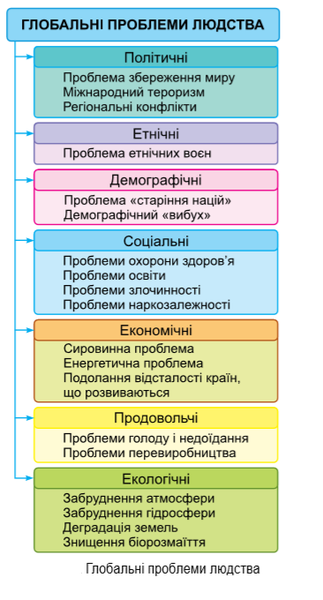 ГЛОБАЛЬНІ ПРОБЛЕМИ ЛЮДСТВА
Політичні
Проблема збереження миру
Міжнародний тероризм
Регіональні конфлікти
Етнічні
Проблема етнічних воєн
Демографічні
Проблема «старіння націй»
Демографічний «вибух»
Соціальні
Проблеми охорони здоров’я
Проблеми освіти
Проблеми злочинності
Проблеми наркозалежності
Економічні
Сировинна проблема
Енергетична проблема
Подолання відсталості країн,
що розвиваються
Продовольчі
Проблеми голоду і недоїдання
Проблеми перевиробництва
Екологічні
Забруднення атмосфери
Забруднення гідросфери
Деградація земель
Знищення біорозмаїття
Глобальні проблеми людства